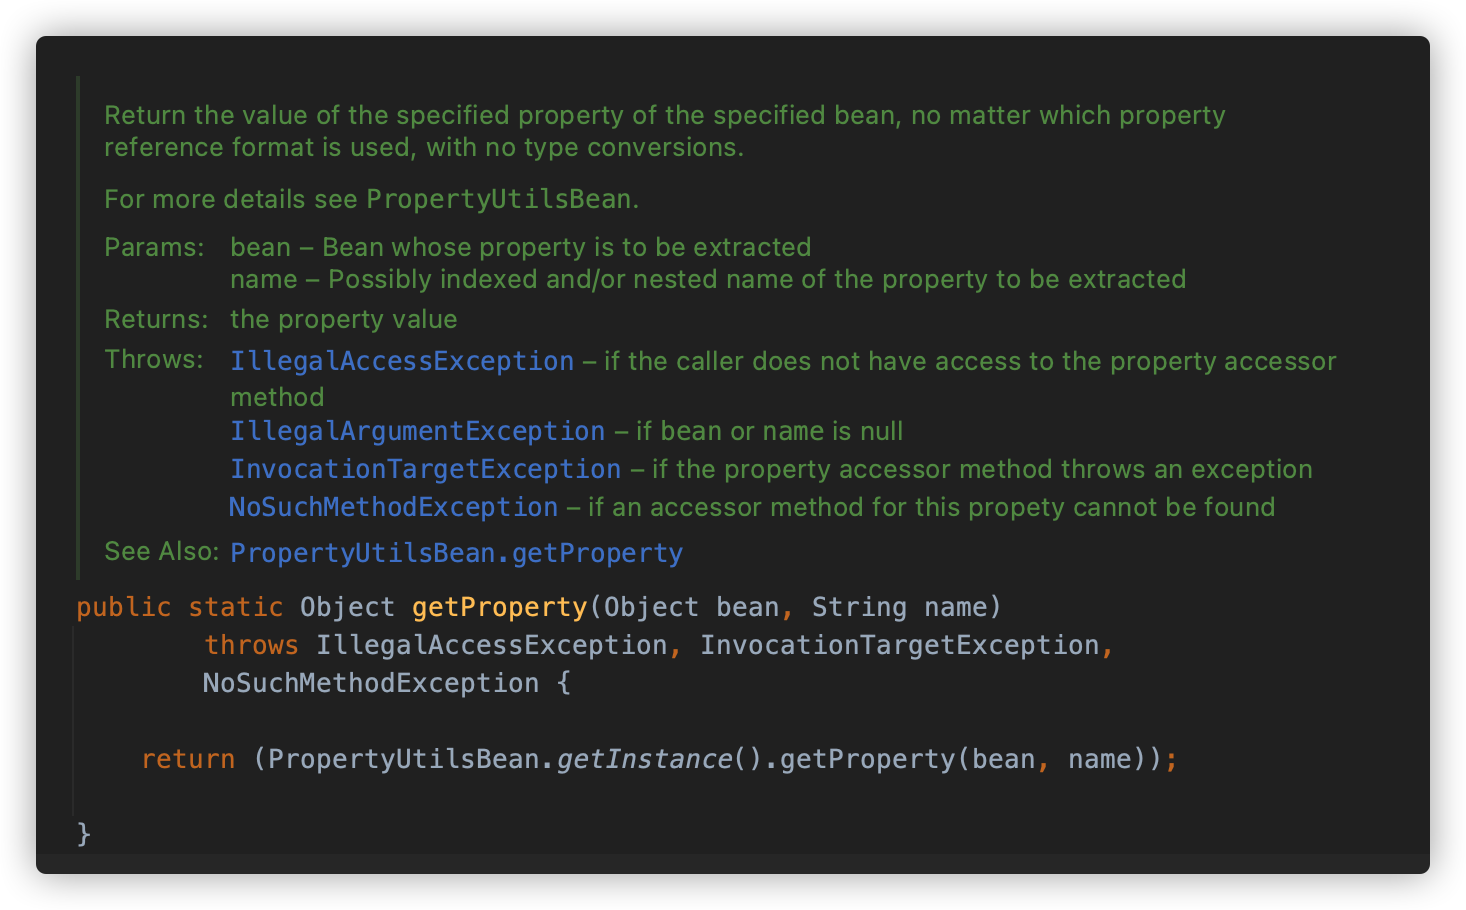 Return the value of the specified property of the specified bean, no matter which property
reference format is used, with no type conversions.
For more details see PropertyUtilsBean.
Params: bean – Bean whose property is to be extracted
name – Possibly indexed and/or nested name of the property to be extracted
Returns: the property value
Throws: IllegalAccessException – if the caller does not have access to the property accessor
method
IllegalArgumentException – if bean or name is null
InvocationTargetException – if the property accessor method throws an exception
NoSuchMethodException – if an accessor method for this propety cannot be found
See Also: PropertyUtilsBean.getProperty
public static Object getProperty(Object bean, String name)
throws IllegalAccessException, InvocationTargetException,
NoSuchMethodException {
return (PropertyUtilsBean.getInstance().getProperty(bean, name));
}